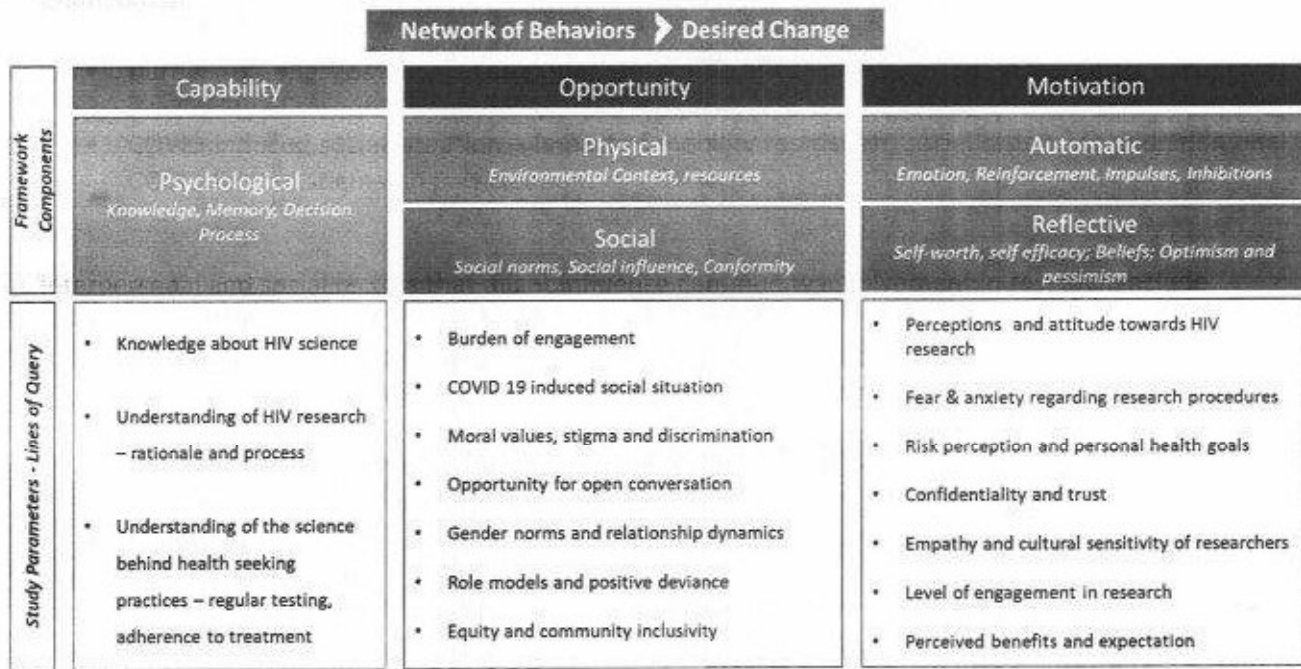 Network of Behaviors > Desired Change
Framework
Components
Capability
Psychological
Knowledge, Memory, Decision
Process
Opportunity
Physical
Environmental Context, resources
Social
Social norms, Social influence, Conformity
Motivation
Automatic
Emotion, Reinforcement, Impulses, Inhibitions
Reflective
Self-worth, self efficacy; Beliefs; Optimism and
pessimism
Study Parameters - Lines of Query
• Knowledge about HIV science
• Understanding of HIV research
– rationale and process
• Understanding of the science
behind health seeking
practices – regular testing,
adherence to treatment
• Burden of engagement
• COVID 19 induced social situation
• Moral values, stigma and discrimination
• Opportunity for open conversation
• Gender norms and relationship dynamics
• Role models and positive deviance
• Equity and community inclusivity
• Perceptions and attitude towards HIV
research
• Fear & anxiety regarding research procedures
• Risk perception and personal health goals
• Confidentiality and trust
• Empathy and cultural sensitivity of researchers
• Level of engagement in research
• Perceived benefits and expectation